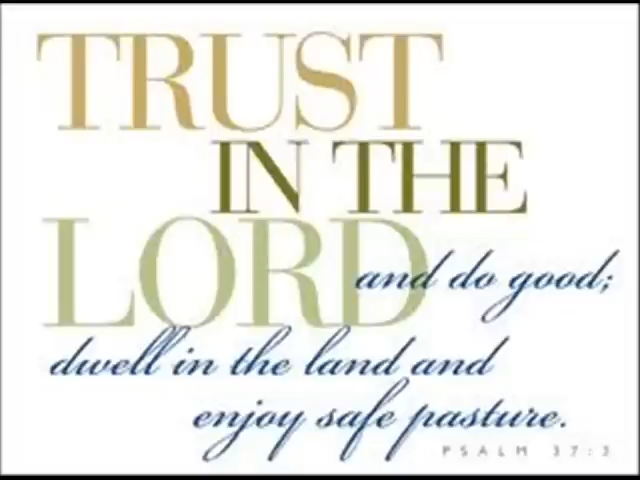 TRUST
IN THE
LORD
and do good;
dwell in the land and
enjoy safe pasture.
PSALM 37:3